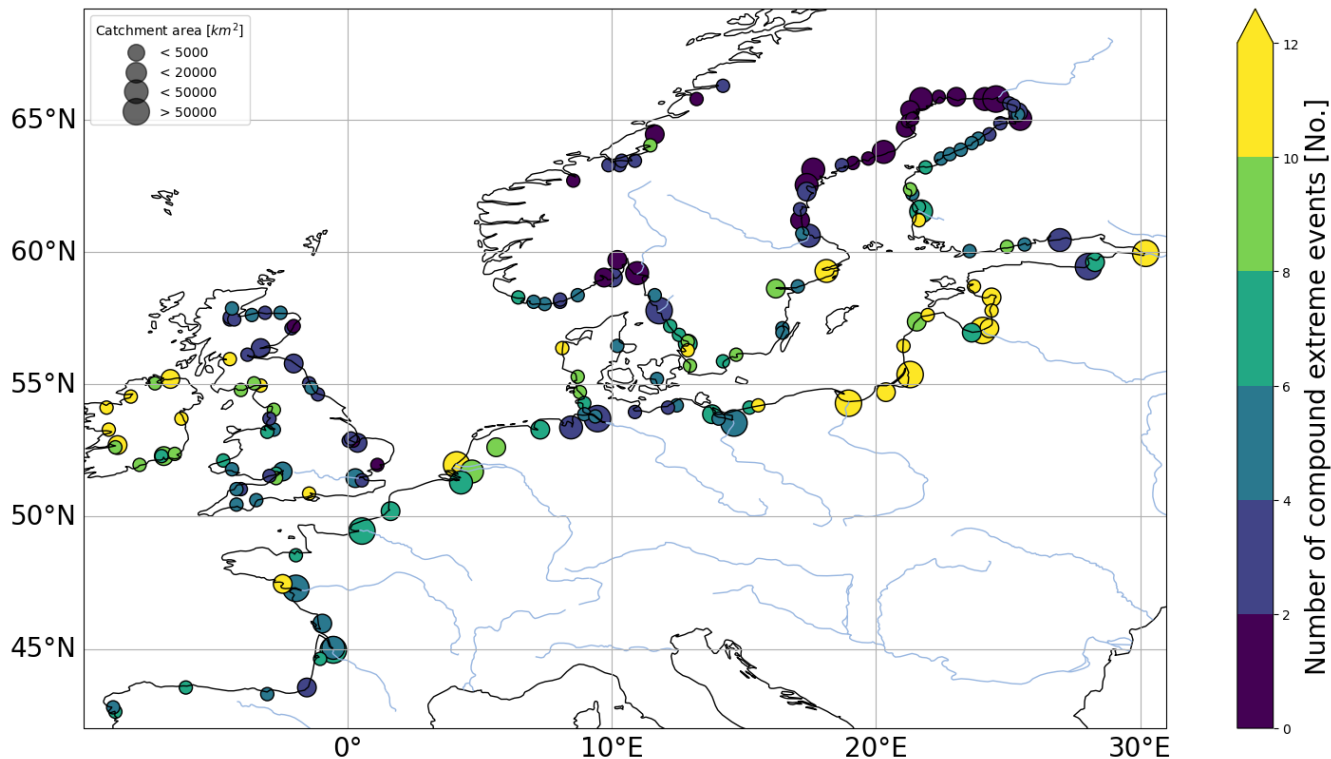 Catchment area [km²]
< 5000
< 20000
< 50000
> 50000
65°N
60°N
55°N
50°N
45°N
0°
10°E
20°E
30°E
12
10
8
6
4
2
0
Number of compound extreme events [No.]